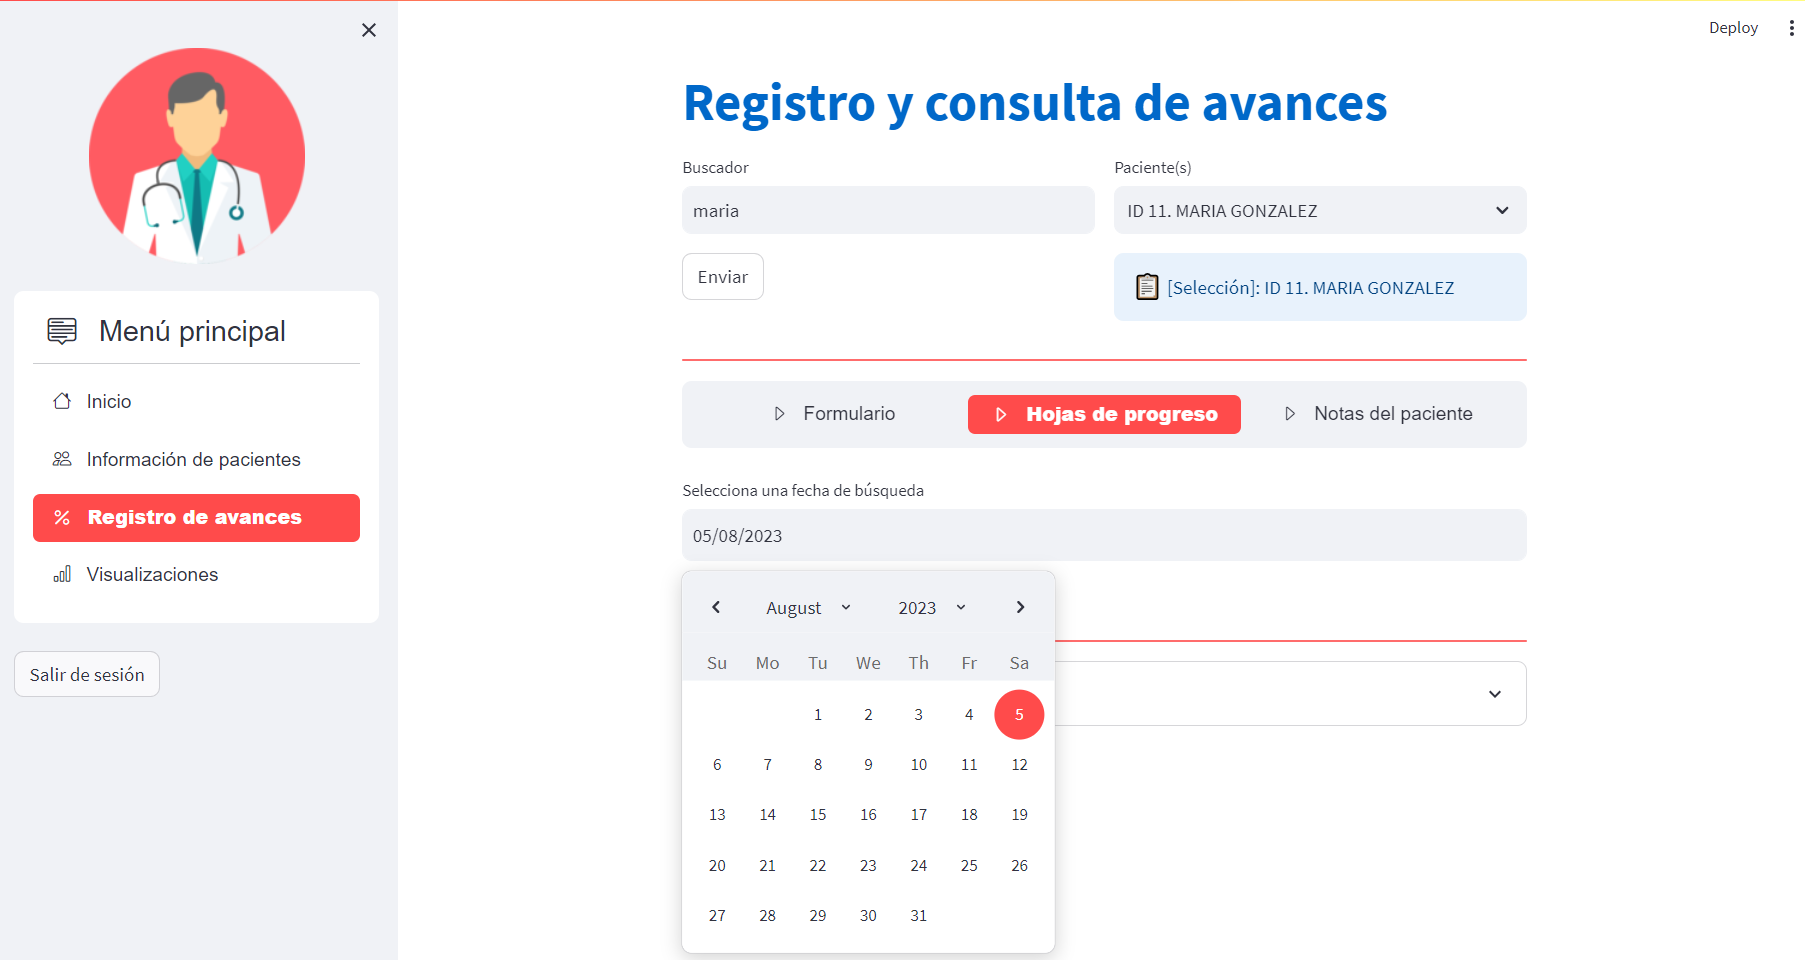 Deploy
Menú principal
Inicio
Información de pacientes
Registro de avances
Visualizaciones
Salir de sesión
Registro y consulta de avances
Buscador
Paciente(s)
maria
ID 11. MARIA GONZALEZ
Enviar
[Selección]: ID 11. MARIA GONZALEZ
Formulario
Hojas de progreso
Notas del paciente
Selecciona una fecha de búsqueda
05/08/2023
August 2023
Su Mo Tu We Th Fr Sa
1 2 3 4 5
6 7 8 9 10 11 12
13 14 15 16 17 18 19
20 21 22 23 24 25 26
27 28 29 30 31